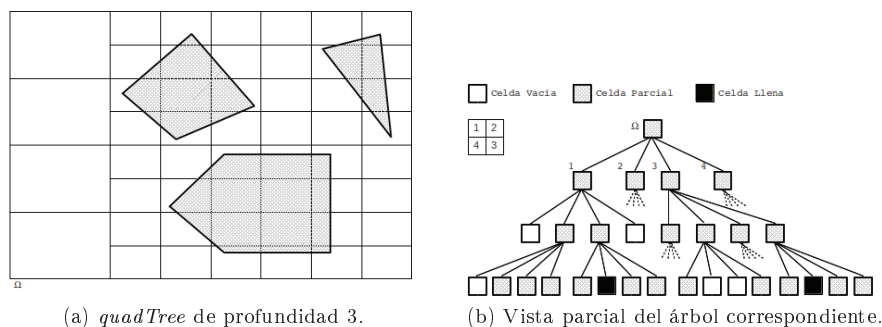 Celda Vacía
Celda Parcial
Celda Llena
1 2
4 3
Ω
1 2 3 4
Ω
(a) quadTree de profundidad 3.
(b) Vista parcial del árbol correspondiente.